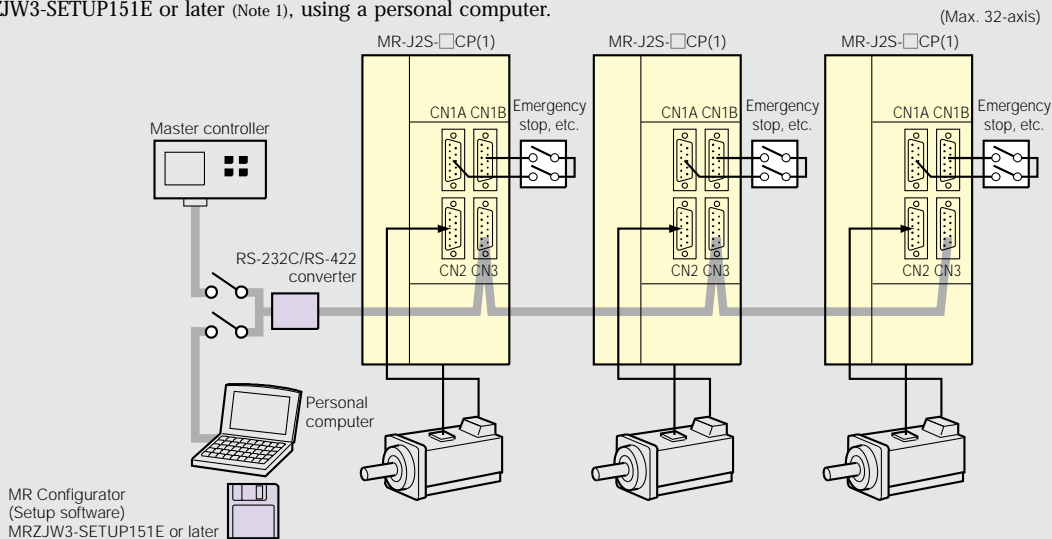 ZJW3-SETUP151E or later (Note 1), using a personal computer.
(Max. 32-axis)
MR-J2S-□CP(1)
MR-J2S-□CP(1)
MR-J2S-□CP(1)
CN1A CN1B
Emergency
stop, etc.
CN1A CN1B
Emergency
stop, etc.
CN1A CN1B
Emergency
stop, etc.
Master controller
RS-232C/RS-422
converter
CN2 CN3
CN2 CN3
CN2 CN3
Personal
computer
MR Configurator
(Setup software)
MRZJW3-SETUP151E or later